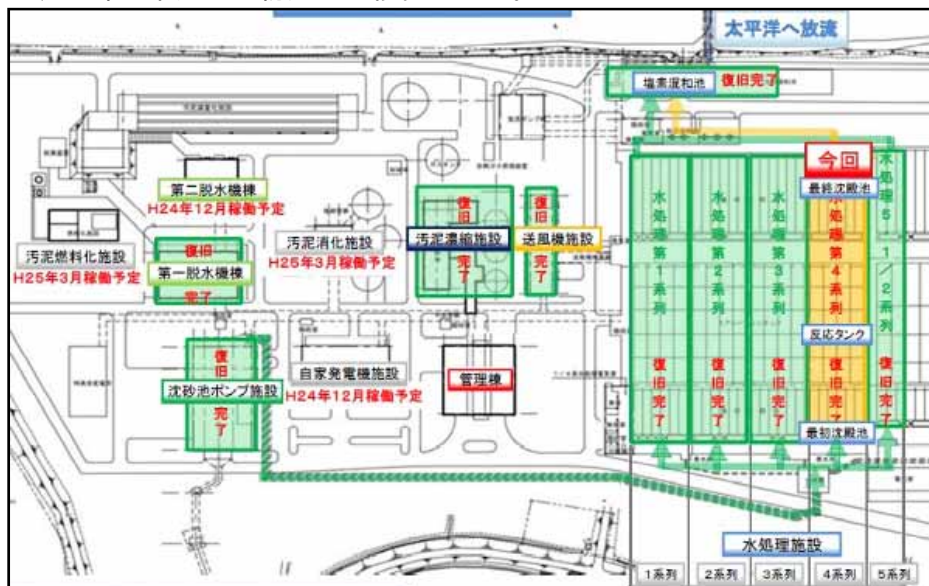 太平洋へ放流
塩素混和池
復旧完了
今回
最終沈殿池
第二脱水機棟
H24年12月稼働予定
汚泥燃料化施設
H25年3月稼働予定
復旧
第一脱水機棟
完了
汚泥消化施設
H25年3月稼働予定
復旧
汚泥濃縮施設
完了
復旧
送風機施設
完了
水処理第1系列
復旧完了
水処理第2系列
復旧完了
水処理第3系列
復旧完了
水処理第4系列
復旧完了
水処理5-1/2系列
復旧完了
反応タンク
最初沈殿池
復旧
沈砂池ポンプ施設
完了
自家発電機施設
H24年12月稼働予定
管理棟
水処理施設
1系列
2系列
3系列
4系列
5系列